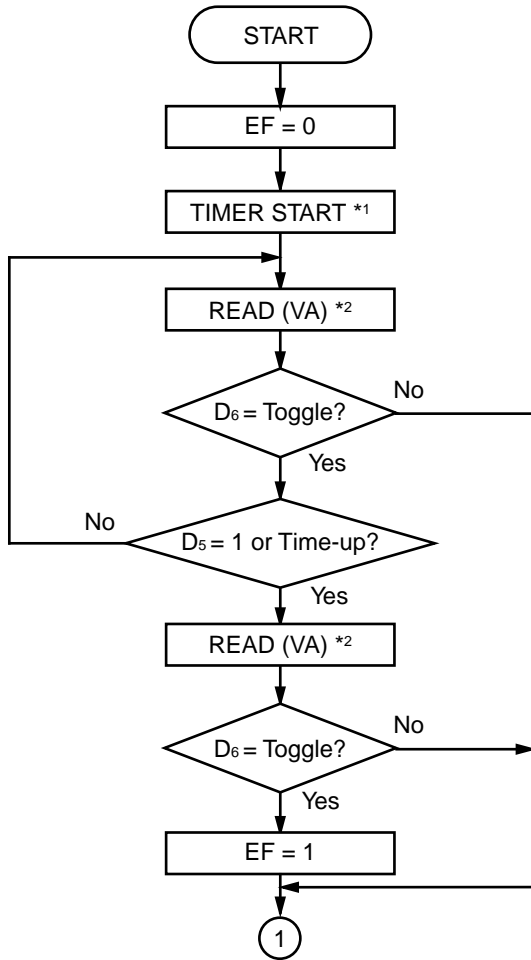 START
EF = 0
TIMER START *1
READ (VA) *2
D6 = Toggle?
No
Yes
No
D5 = 1 or Time-up?
Yes
READ (VA) *2
D6 = Toggle?
No
Yes
EF = 1
1